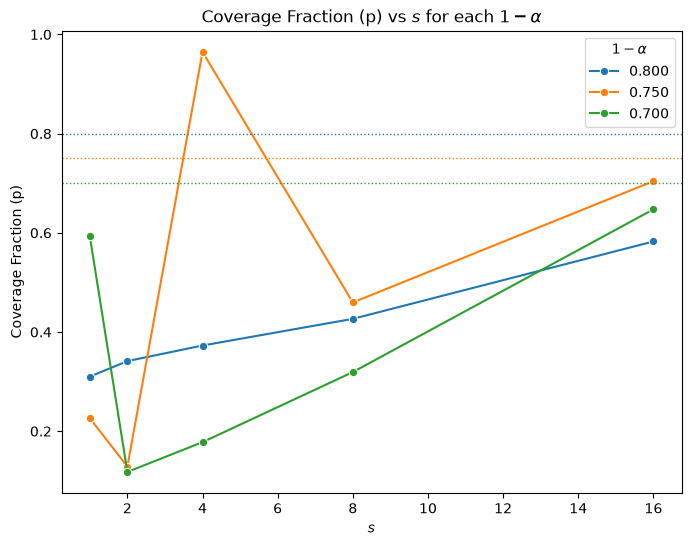 Coverage Fraction (p) vs s for each 1 − α
1 − α
0.800
0.750
0.700
Coverage Fraction (p)
1.0
0.8
0.6
0.4
0.2
2 4 6 8 10 12 14 16
s